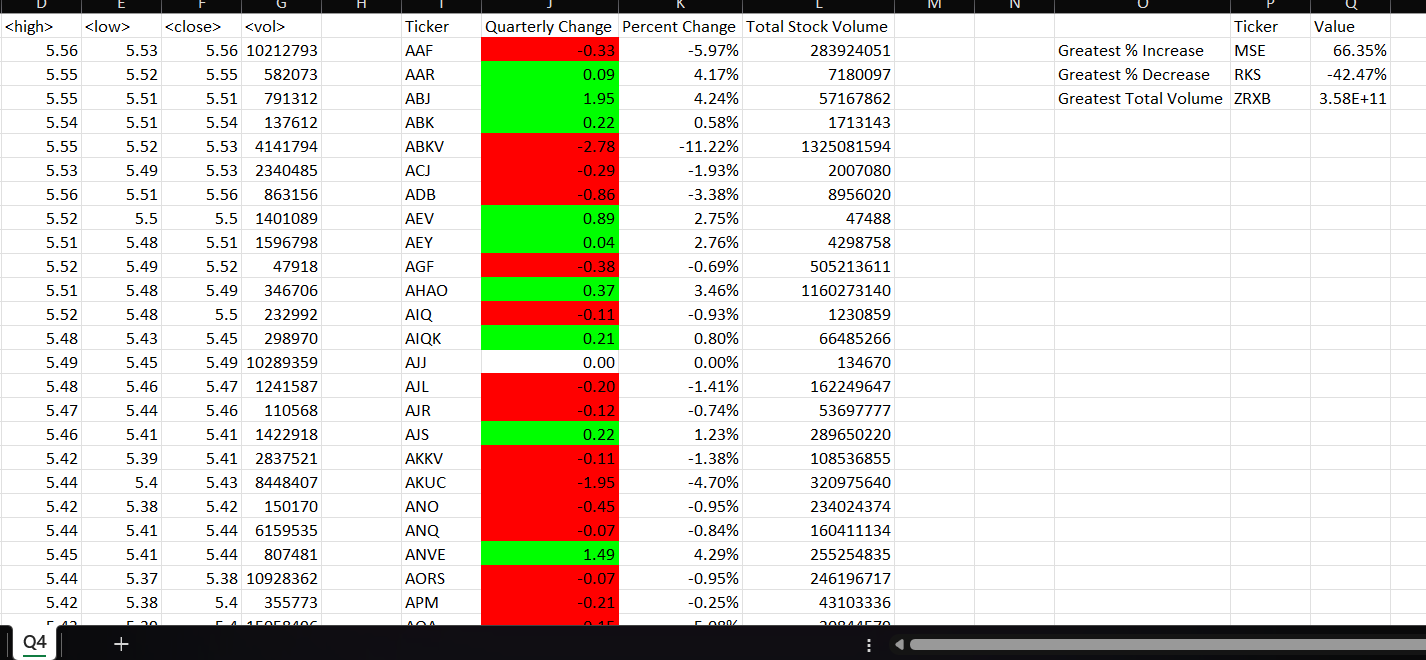 D E F G H I J K L M N O P Q
<high> <low> <close> <vol> Ticker Quarterly Change Percent Change Total Stock Volume Ticker Value
5.56 5.53 5.56 10212793 AAF -0.33 -5.97% 283924051 Greatest % Increase MSE 66.35%
5.55 5.52 5.55 582073 AAR 0.09 4.17% 7180097 Greatest % Decrease RKS -42.47%
5.55 5.51 5.51 791312 ABJ 1.95 4.24% 57167862 Greatest Total Volume ZRXB 3.58E+11
5.54 5.51 5.54 137612 ABK 0.22 0.58% 1713143
5.55 5.52 5.53 4141794 ABKV -2.78 -11.22% 1325081594
5.53 5.49 5.53 2340485 ACJ -0.29 -1.93% 2007080
5.56 5.51 5.56 863156 ADB -0.86 -3.38% 8956020
5.52 5.5 5.5 1401089 AEV 0.89 2.75% 47488
5.51 5.48 5.51 1596798 AEY 0.04 2.76% 4298758
5.52 5.49 5.52 47918 AGF -0.38 -0.69% 505213611
5.51 5.48 5.49 346706 AHAO 0.37 3.46% 1160273140
5.52 5.48 5.5 232992 AIQ -0.11 -0.93% 1230859
5.48 5.43 5.45 298970 AIQK 0.21 0.80% 66485266
5.49 5.45 5.49 10289359 AJJ 0.00 0.00% 134670
5.48 5.46 5.47 1241587 AJL -0.20 -1.41% 162249647
5.47 5.44 5.46 110568 AJR -0.12 -0.74% 53697777
5.46 5.41 5.41 1422918 AJS 0.22 1.23% 289650220
5.42 5.39 5.41 2837521 AKKV -0.11 -1.38% 108536855
5.44 5.4 5.43 8448407 AKUC -1.95 -4.70% 320975640
5.42 5.38 5.42 150170 ANO -0.45 -0.95% 234024374
5.44 5.41 5.44 6159535 ANQ -0.07 -0.84% 160411134
5.45 5.41 5.44 807481 ANVE 1.49 4.29% 255254835
5.44 5.37 5.38 10928362 AORS -0.07 -0.95% 246196717
5.42 5.38 5.4 355773 APM -0.21 -0.25% 43103336
Q4